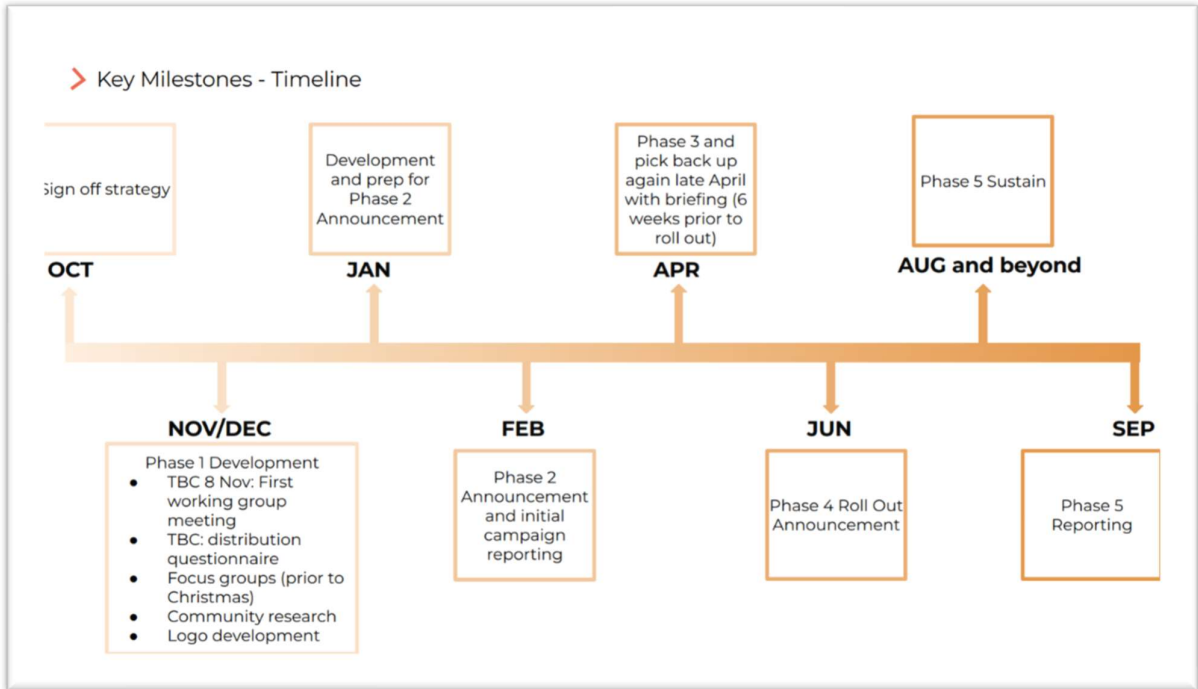 Key Milestones - Timeline
Sign off strategy
OCT
Development
and prep for
Phase 2
Announcement
JAN
Phase 3 and
pick back up
again late April
with briefing (6
weeks prior to
roll out)
APR
Phase 5 Sustain
AUG and beyond
NOV/DEC
Phase 1 Development
● TBC 8 Nov: First
working group
meeting
● TBC: distribution
questionnaire
● Focus groups (prior to
Christmas)
● Community research
● Logo development
FEB
Phase 2
Announcement
and initial
campaign
reporting
JUN
Phase 4 Roll Out
Announcement
SEP
Phase 5
Reporting